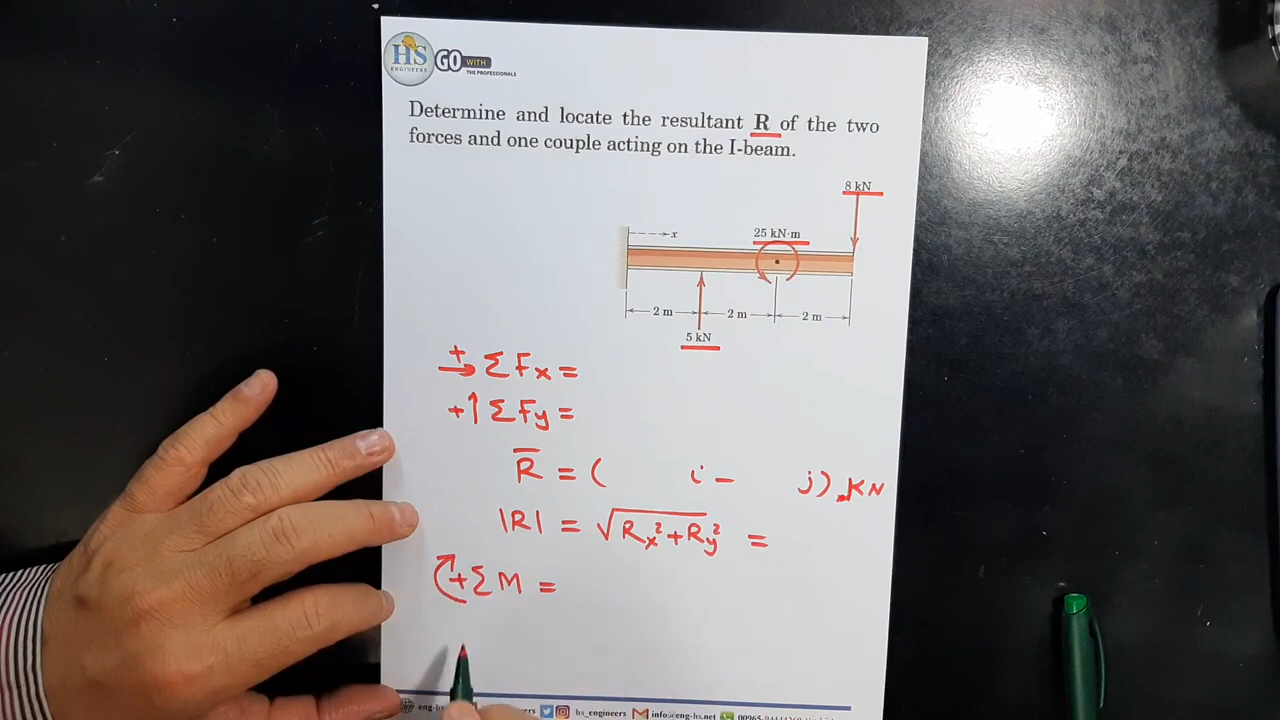 HS
ENGINEERS
GO WITH
THE PROFESSIONALS
Determine and locate the resultant R of the two
forces and one couple acting on the I-beam.
8 kN
x
25 kN·m
2 m
2 m
2 m
5 kN
+→ ΣFx =
+↑ ΣFy =
R̅ = ( i - j).KN
|R| = √Rx²+Ry² =
↻+ΣM =
hs_engineers info@eng-hs.net